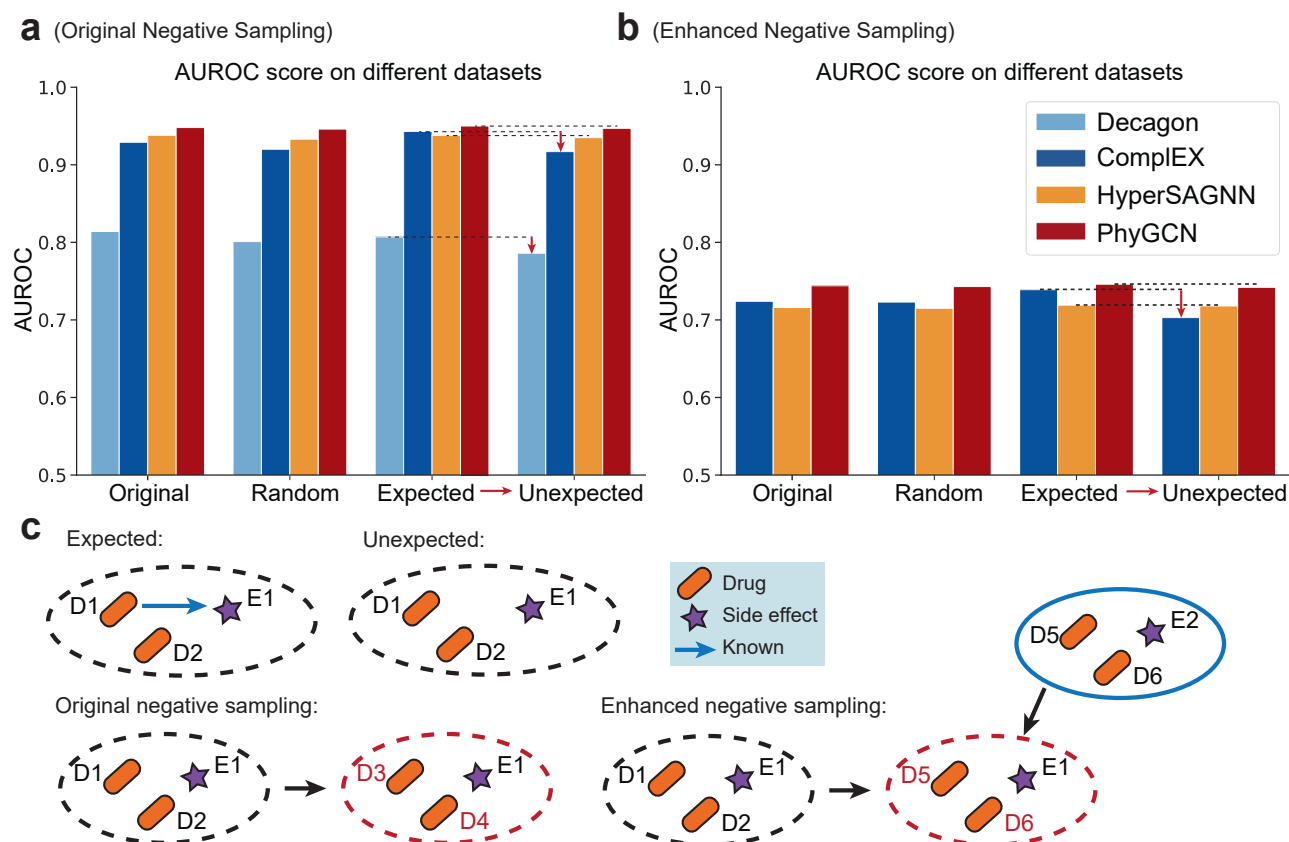 a (Original Negative Sampling)
AUROC score on different datasets
1.0
0.9
0.8
0.7
0.6
0.5
AUROC
Original Random Expected Unexpected
b (Enhanced Negative Sampling)
AUROC score on different datasets
1.0
0.9
0.8
0.7
0.6
0.5
AUROC
Decagon
ComplEX
HyperSAGNN
PhyGCN
Original Random Expected Unexpected
c
Expected:
D1
E1
D2
Unexpected:
D1
E1
D2
Drug
Side effect
Known
D5
E2
D6
Original negative sampling:
D1
E1
D2
D3
E1
D4
Enhanced negative sampling:
D1
E1
D2
D5
E1
D6